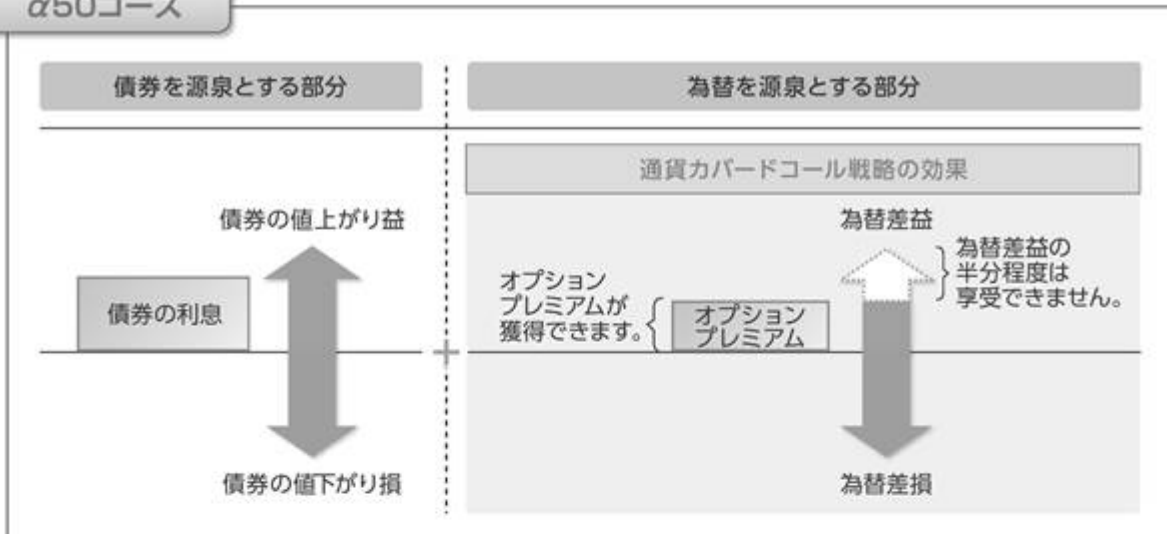 α50コース
債券を源泉とする部分
為替を源泉とする部分
通貨カバードコール戦略の効果
債券の値上がり益
債券の利息
債券の値下がり損
為替差益
為替差益の
半分程度は
享受できません。
オプション
プレミアムが
獲得できます。
オプション
プレミアム
為替差損